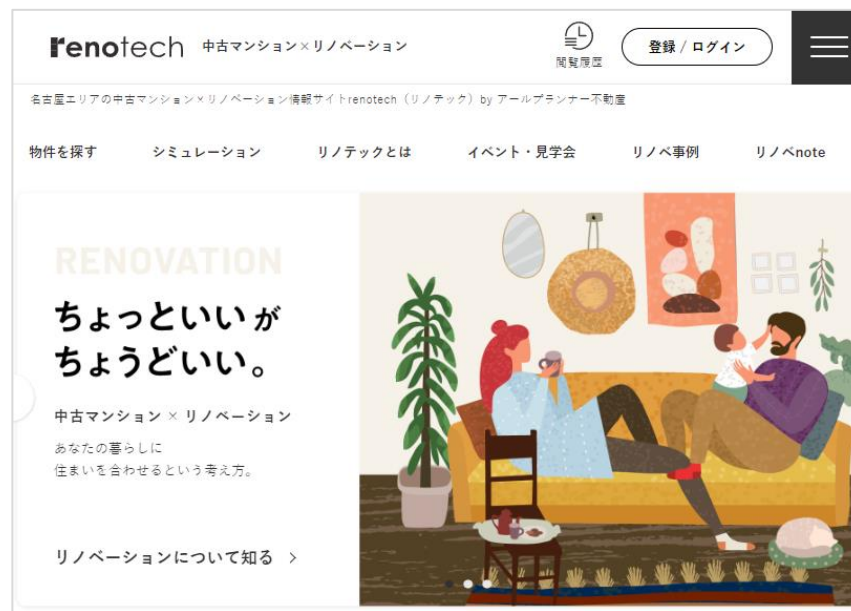 renotech 中古マンション×リノベーション
閲覧履歴
登録 / ログイン
名古屋エリアの中古マンション×リノベーション情報サイトrenotech（リノテック）by アールプランナー不動産
物件を探す シミュレーション リノテックとは イベント・見学会 リノベ事例 リノベnote
RENOVATION
ちょっといいが
ちょうどいい。
中古マンション × リノベーション
あなたの暮らしに
住まいを合わせるという考え方。
リノベーションについて知る >